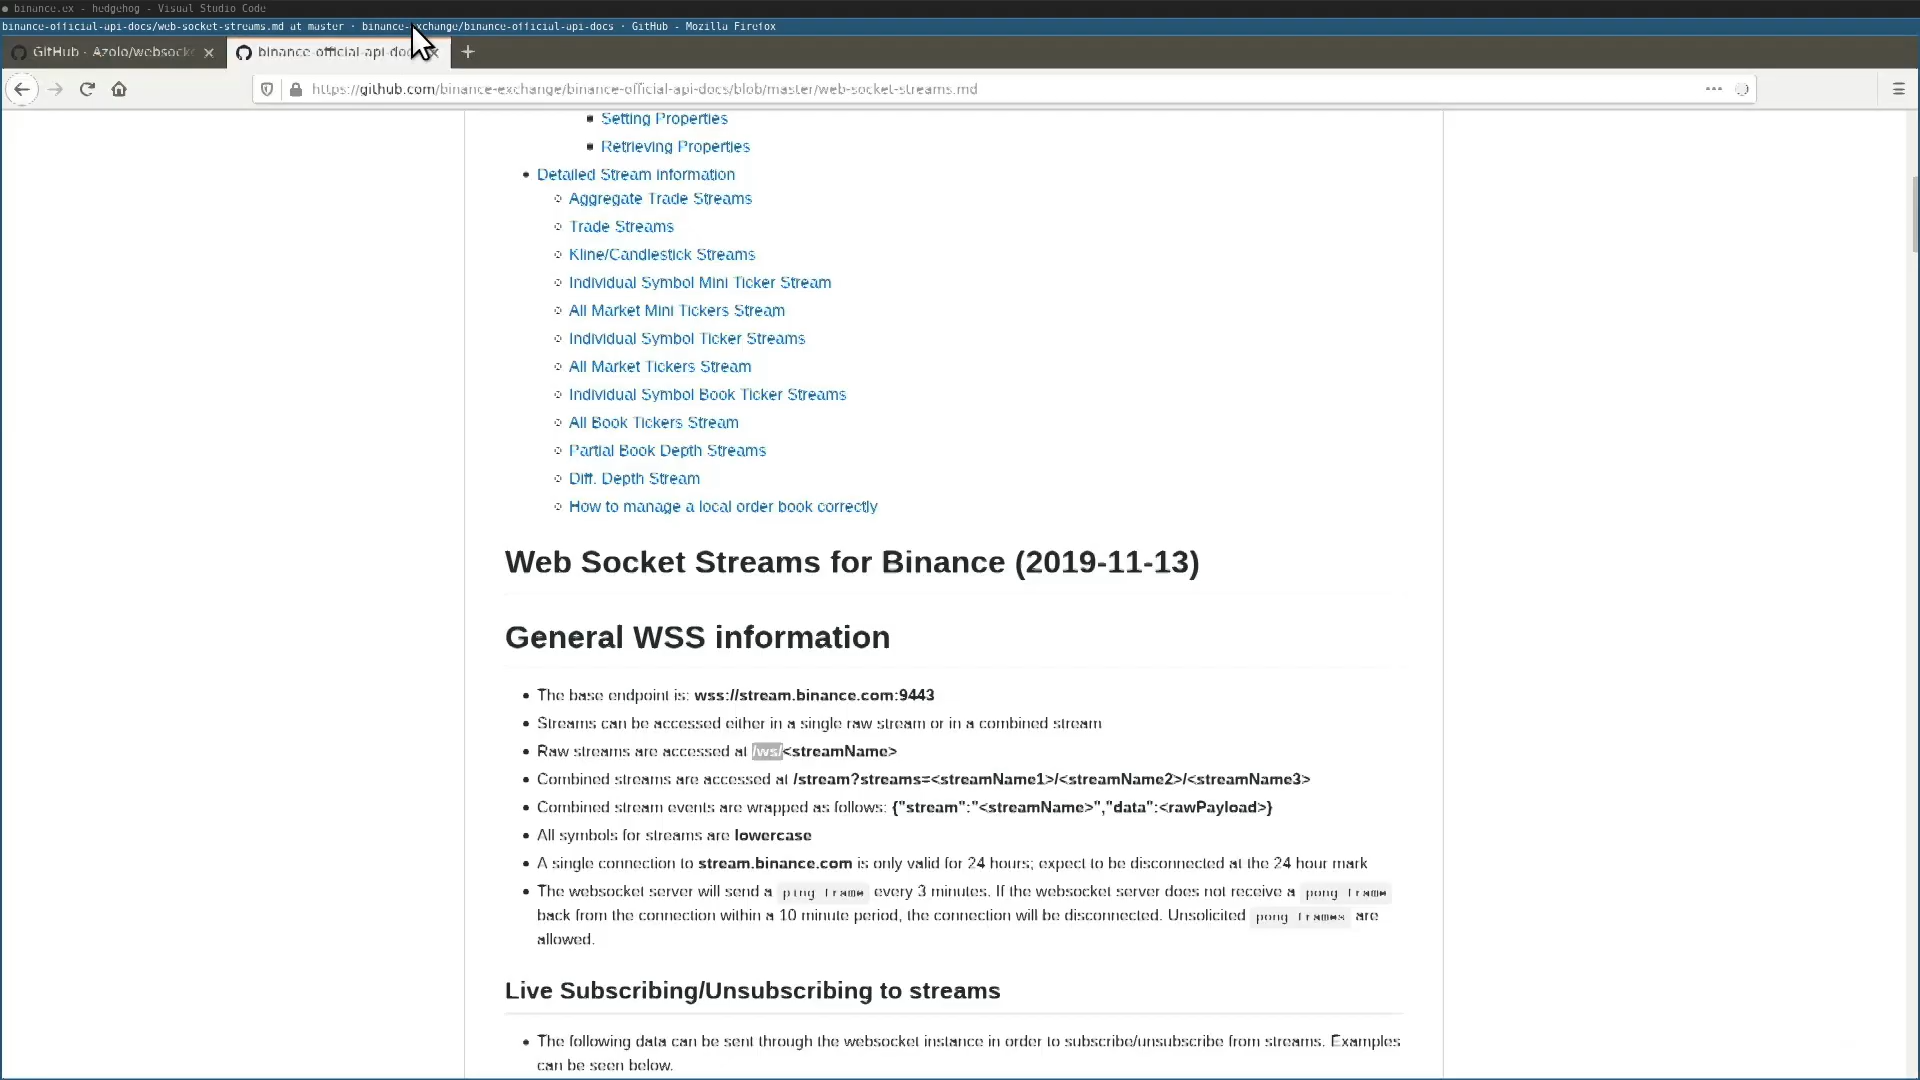 binance.ex - hedgehog - Visual Studio Code
binance-official-api-docs/web-socket-streams.md at master · binance-exchange/binance-official-api-docs · GitHub - Mozilla Firefox
GitHub - Azolo/websocke
binance-official-api-do
https://github.com/binance-exchange/binance-official-api-docs/blob/master/web-socket-streams.md
Setting Properties
Retrieving Properties
Detailed Stream information
Aggregate Trade Streams
Trade Streams
Kline/Candlestick Streams
Individual Symbol Mini Ticker Stream
All Market Mini Tickers Stream
Individual Symbol Ticker Streams
All Market Tickers Stream
Individual Symbol Book Ticker Streams
All Book Tickers Stream
Partial Book Depth Streams
Diff. Depth Stream
How to manage a local order book correctly
Web Socket Streams for Binance (2019-11-13)
General WSS information
The base endpoint is: wss://stream.binance.com:9443
Streams can be accessed either in a single raw stream or in a combined stream
Raw streams are accessed at /ws/<streamName>
Combined streams are accessed at /stream?streams=<streamName1>/<streamName2>/<streamName3>
Combined stream events are wrapped as follows: {"stream":"<streamName>","data":<rawPayload>}
All symbols for streams are lowercase
A single connection to stream.binance.com is only valid for 24 hours; expect to be disconnected at the 24 hour mark
The websocket server will send a ping frame every 3 minutes. If the websocket server does not receive a pong frame
back from the connection within a 10 minute period, the connection will be disconnected. Unsolicited pong frames are
allowed.
Live Subscribing/Unsubscribing to streams
The following data can be sent through the websocket instance in order to subscribe/unsubscribe from streams. Examples
can be seen below.